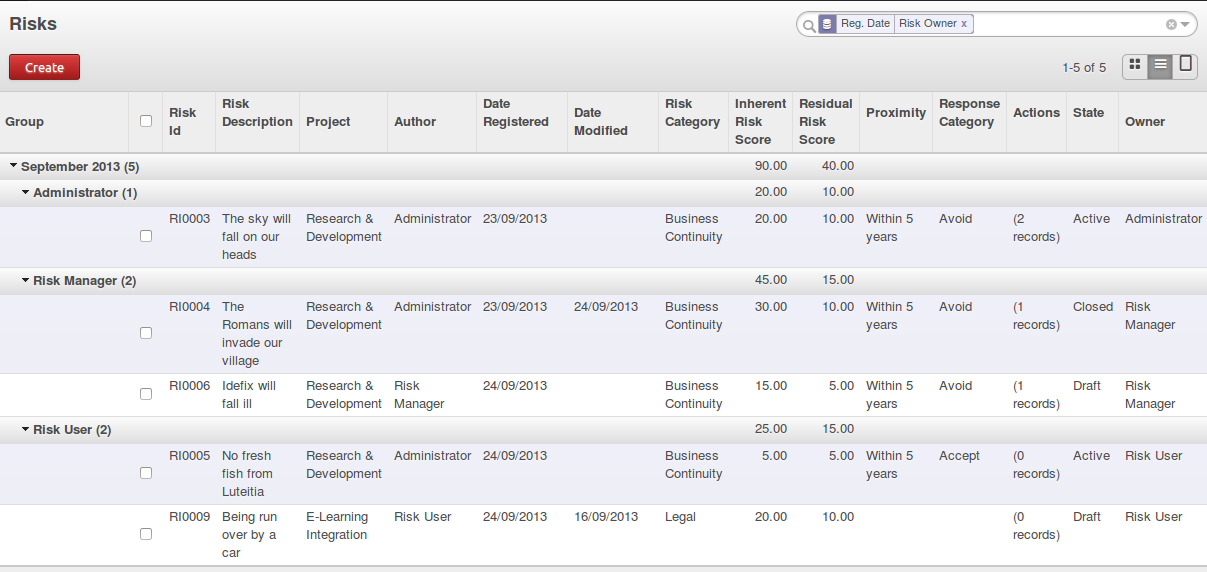 Risks
Reg. Date Risk Owner x
Create
1-5 of 5
Group Risk Id Risk Description Project Author Date Registered Date Modified Risk Category Inherent Risk Score Residual Risk Score Proximity Response Category Actions State Owner
September 2013 (5) 90.00 40.00
Administrator (1) 20.00 10.00
RI0003 The sky will Research & Administrator 23/09/2013 Business 20.00 10.00 Within 5 Avoid (2 Active Administrator
fall on our Development Continuity years records)
heads
Risk Manager (2) 45.00 15.00
RI0004 The Research & Administrator 23/09/2013 24/09/2013 Business 30.00 10.00 Within 5 Avoid (1 Closed Risk
Romans will Development Continuity years records) Manager
invade our
village
RI0006 Idefix will Research & Risk 24/09/2013 Business 15.00 5.00 Within 5 Avoid (1 Draft Risk
fall ill Development Manager Continuity years records) Manager
Risk User (2) 25.00 15.00
RI0005 No fresh Research & Administrator 24/09/2013 Business 5.00 5.00 Within 5 Accept (0 Active Risk User
fish from Development Continuity years records)
Luteitia
RI0009 Being run E-Learning Risk User 24/09/2013 16/09/2013 Legal 20.00 10.00 (0 Draft Risk User
over by a Integration records)
car